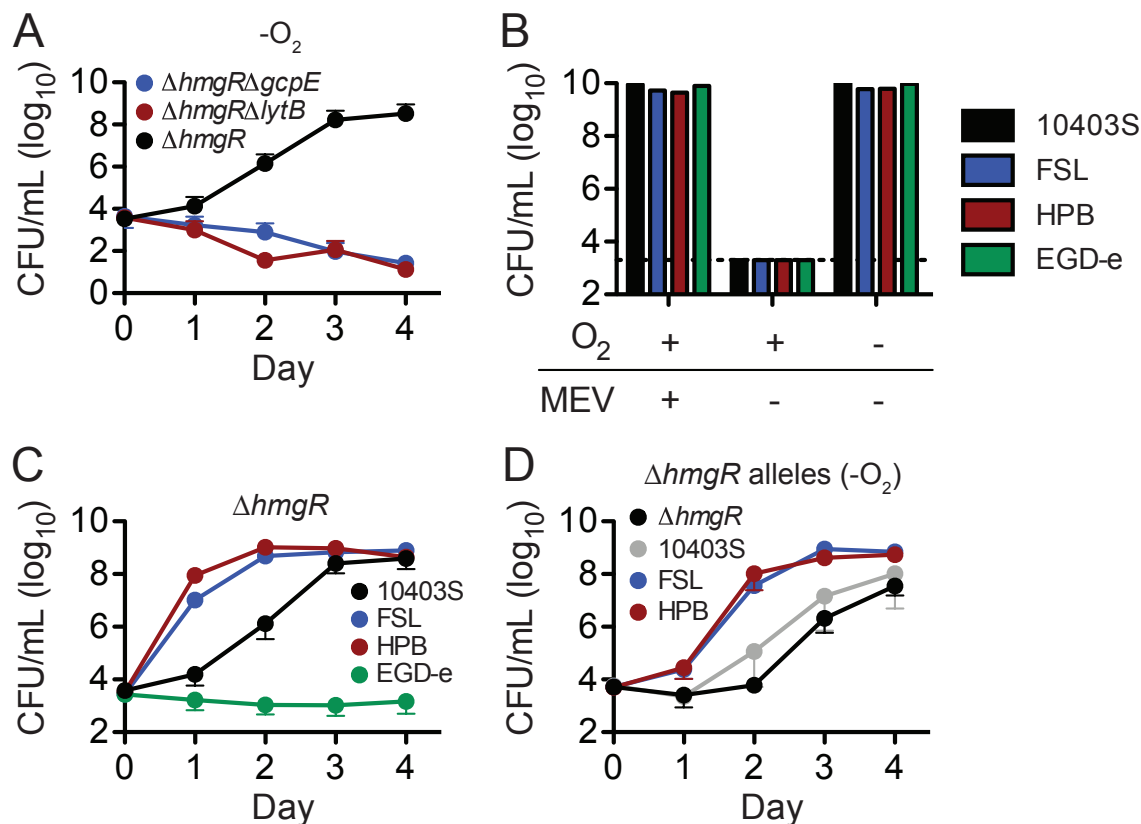 A
-O2
ΔhmgRΔgcpE
ΔhmgRΔlytB
ΔhmgR
CFU/mL (log10)
10
8
6
4
2
0
0 1 2 3 4
Day
B
CFU/mL (log10)
10
8
6
4
2
O2 + + -
MEV + - -
10403S
FSL
HPB
EGD-e
C
ΔhmgR
CFU/mL (log10)
10
8
6
4
2
10403S
FSL
HPB
EGD-e
0 1 2 3 4
Day
D
ΔhmgR alleles (-O2)
CFU/mL (log10)
10
8
6
4
2
ΔhmgR
10403S
FSL
HPB
0 1 2 3 4
Day